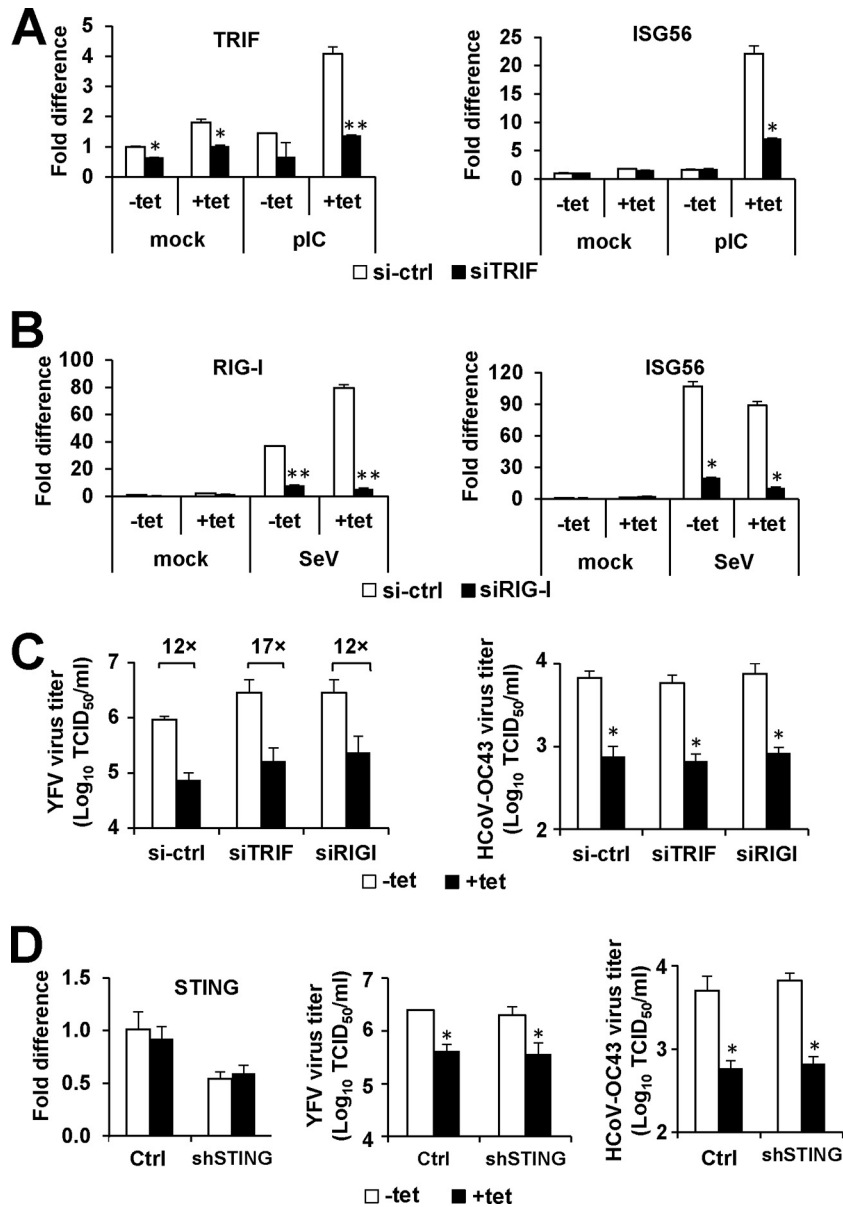 A
TRIF
Fold difference
5
4
3
2
1
0
*
*
**
-tet +tet -tet +tet
mock pIC
ISG56
Fold difference
25
20
15
10
5
0
*
-tet +tet -tet +tet
mock pIC
si-ctrl siTRIF
B
RIG-I
Fold difference
100
80
60
40
20
0
**
**
-tet +tet -tet +tet
mock SeV
ISG56
Fold difference
120
90
60
30
0
*
*
-tet +tet -tet +tet
mock SeV
si-ctrl siRIG-I
C
YFV virus titer
(Log10 TCID50/ml)
7
6
5
4
12× 17× 12×
si-ctrl siTRIF siRIGI
HCoV-OC43 virus titer
(Log10 TCID50/ml)
4
3
2
* * *
si-ctrl siTRIF siRIGI
-tet +tet
D
STING
Fold difference
1.5
1.0
0.5
0.0
Ctrl shSTING
YFV virus titer
(Log10 TCID50/ml)
7
6
5
4
* *
Ctrl shSTING
HCoV-OC43 virus titer
(Log10 TCID50/ml)
4
3
2
* *
Ctrl shSTING
-tet +tet